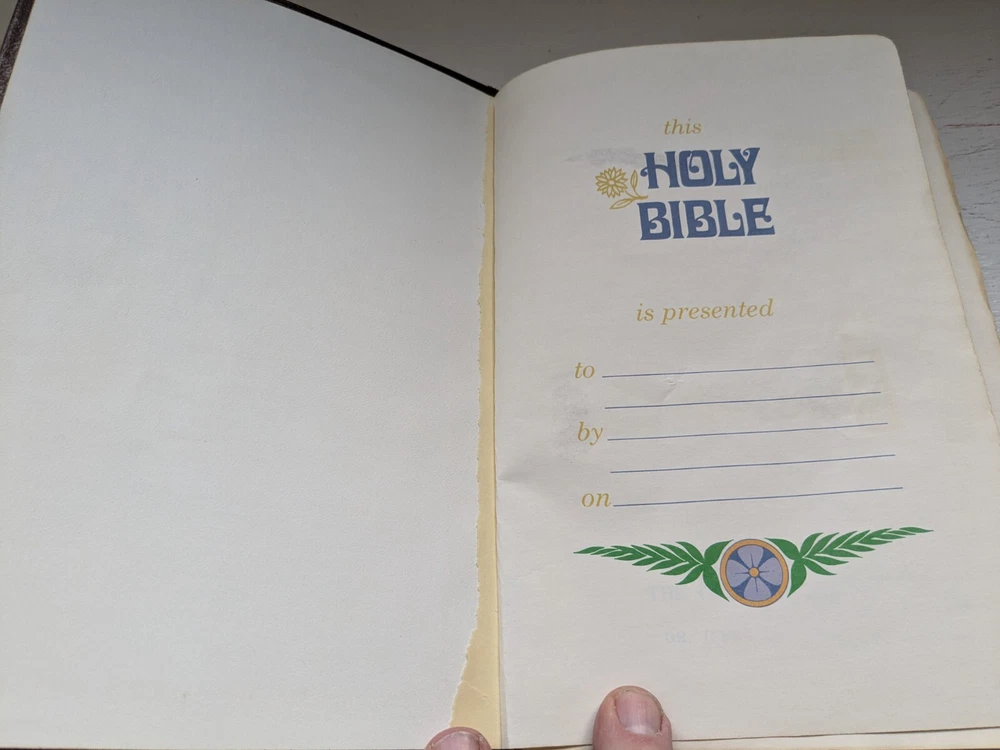 this
HOLY
BIBLE
is presented
to
by
on